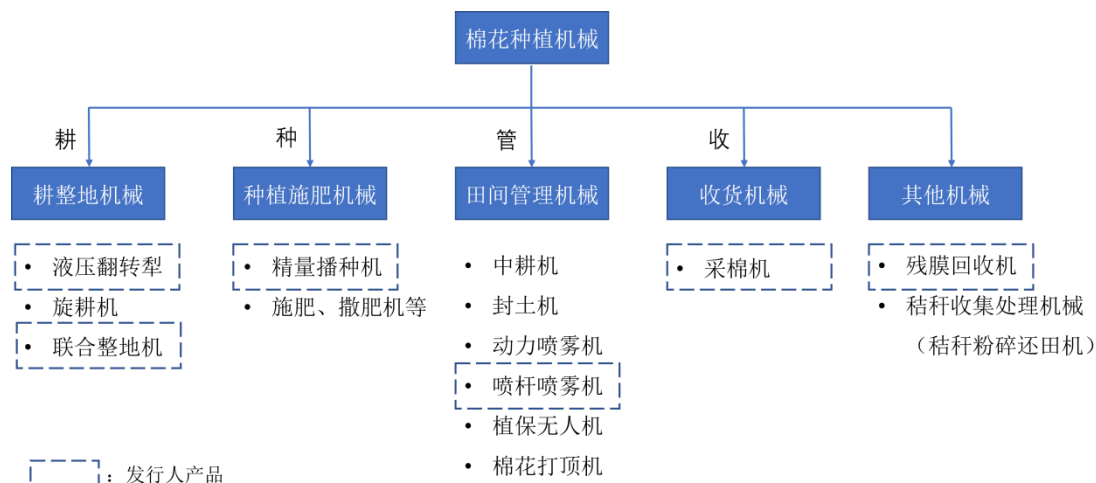 棉花种植机械
耕
种
管
收
耕整地机械
种植施肥机械
田间管理机械
收货机械
其他机械
• 液压翻转犁
• 旋耕机
• 联合整地机
• 精量播种机
• 施肥、撒肥机等
• 中耕机
• 封土机
• 动力喷雾机
• 喷杆喷雾机
• 植保无人机
• 棉花打顶机
• 采棉机
• 残膜回收机
• 秸秆收集处理机械
（秸秆粉碎还田机）
：发行人产品